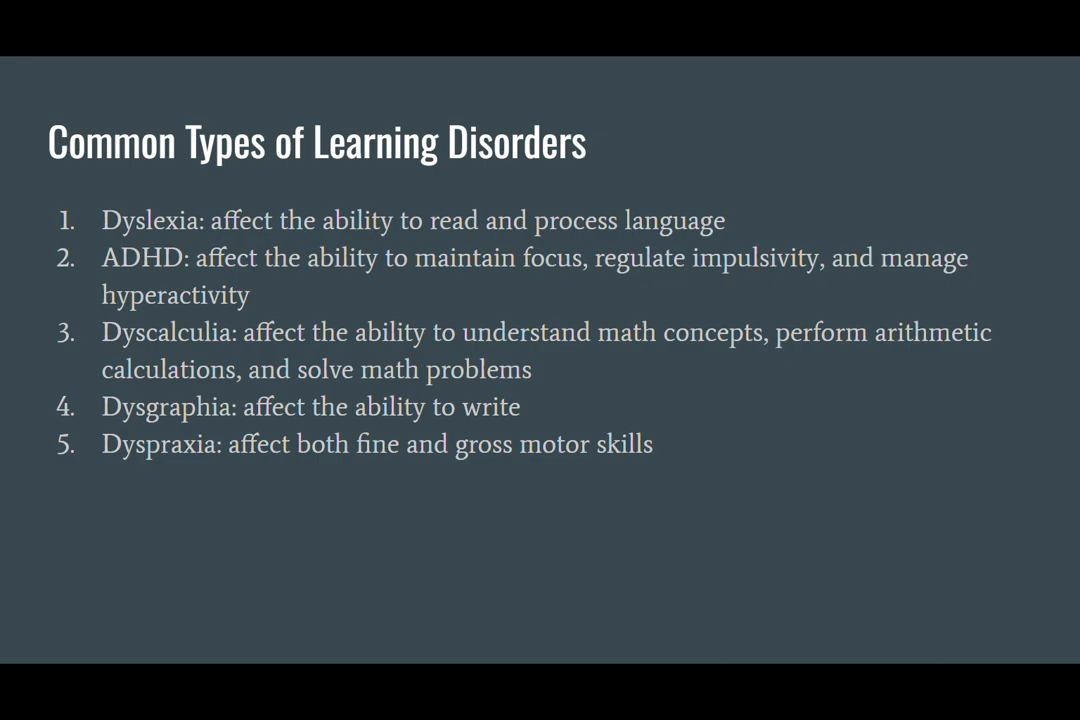 Common Types of Learning Disorders
1. Dyslexia: affect the ability to read and process language
2. ADHD: affect the ability to maintain focus, regulate impulsivity, and manage
hyperactivity
3. Dyscalculia: affect the ability to understand math concepts, perform arithmetic
calculations, and solve math problems
4. Dysgraphia: affect the ability to write
5. Dyspraxia: affect both fine and gross motor skills